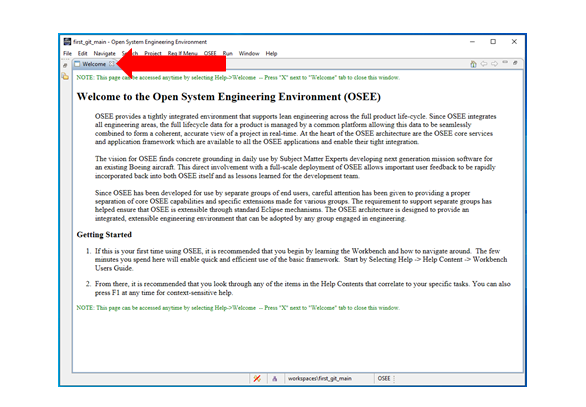 first_git_main - Open System Engineering Environment
File Edit Navigate Search Project Req If Menu OSEE Run Window Help
Welcome
NOTE: This page can be accessed anytime by selecting Help->Welcome -- Press "X" next to "Welcome" tab to close this window.
Welcome to the Open System Engineering Environment (OSEE)
OSEE provides a tightly integrated environment that supports lean engineering across the full product life-cycle. Since OSEE integrates
all engineering areas, the full lifecycle data for a product is managed by a common platform allowing this data to be seamlessly
combined to form a coherent, accurate view of a project in real-time. At the heart of the OSEE architecture are the OSEE core services
and application framework which are available to all the OSEE applications and enable their tight integration.
The vision for OSEE finds concrete grounding in daily use by Subject Matter Experts developing next generation mission software for
an existing Boeing aircraft. This direct involvement with a full-scale deployment of OSEE allows important user feedback to be rapidly
incorporated back into both OSEE itself and as lessons learned for the development team.
Since OSEE has been developed for use by separate groups of end users, careful attention has been given to providing a proper
separation of core OSEE capabilities and specific extensions made for various groups. The requirement to support separate groups has
helped ensure that OSEE is extensible through standard Eclipse mechanisms. The OSEE architecture is designed to provide an
integrated, extensible engineering environment that can be adopted by any group engaged in engineering.
Getting Started
1. If this is your first time using OSEE, it is recommended that you begin by learning the Workbench and how to navigate around. The few
minutes you spend here will enable quick and efficient use of the basic framework. Start by Selecting Help -> Help Content -> Workbench
Users Guide.
2. From there, it is recommended that you look through any of the items in the Help Contents that correlate to your specific tasks. You can also
press F1 at any time for context-sensitive help.
NOTE: This page can be accessed anytime by selecting Help->Welcome -- Press "X" next to "Welcome" tab to close this window.
workspaces\first_git_main OSEE